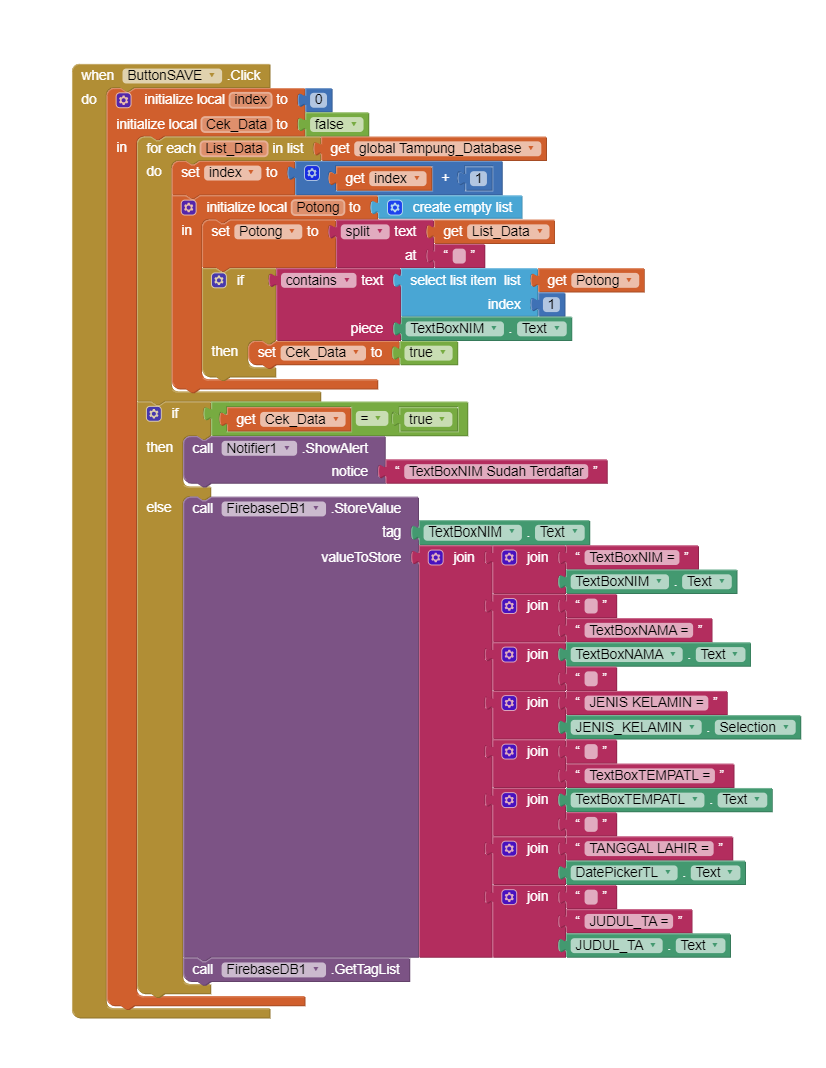 when ButtonSAVE .Click
do initialize local index to 0
initialize local Cek_Data to false
in for each List_Data in list get global Tampung_Database
do set index to get index + 1
initialize local Potong to create empty list
in set Potong to split text get List_Data
at “ ”
if contains text select list item list get Potong
index 1
piece TextBoxNIM . Text
then set Cek_Data to true
if get Cek_Data = true
then call Notifier1 .ShowAlert
notice “ TextBoxNIM Sudah Terdaftar ”
else call FirebaseDB1 .StoreValue
tag TextBoxNIM . Text
valueToStore join join “ TextBoxNIM = ”
TextBoxNIM . Text
join “ ”
“ TextBoxNAMA = ”
join TextBoxNAMA . Text
“ ”
join “ JENIS KELAMIN = ”
JENIS_KELAMIN . Selection
join “ ”
“ TextBoxTEMPATL = ”
join TextBoxTEMPATL . Text
“ ”
join “ TANGGAL LAHIR = ”
DatePickerTL . Text
join “ ”
“ JUDUL_TA = ”
JUDUL_TA . Text
call FirebaseDB1 .GetTagList